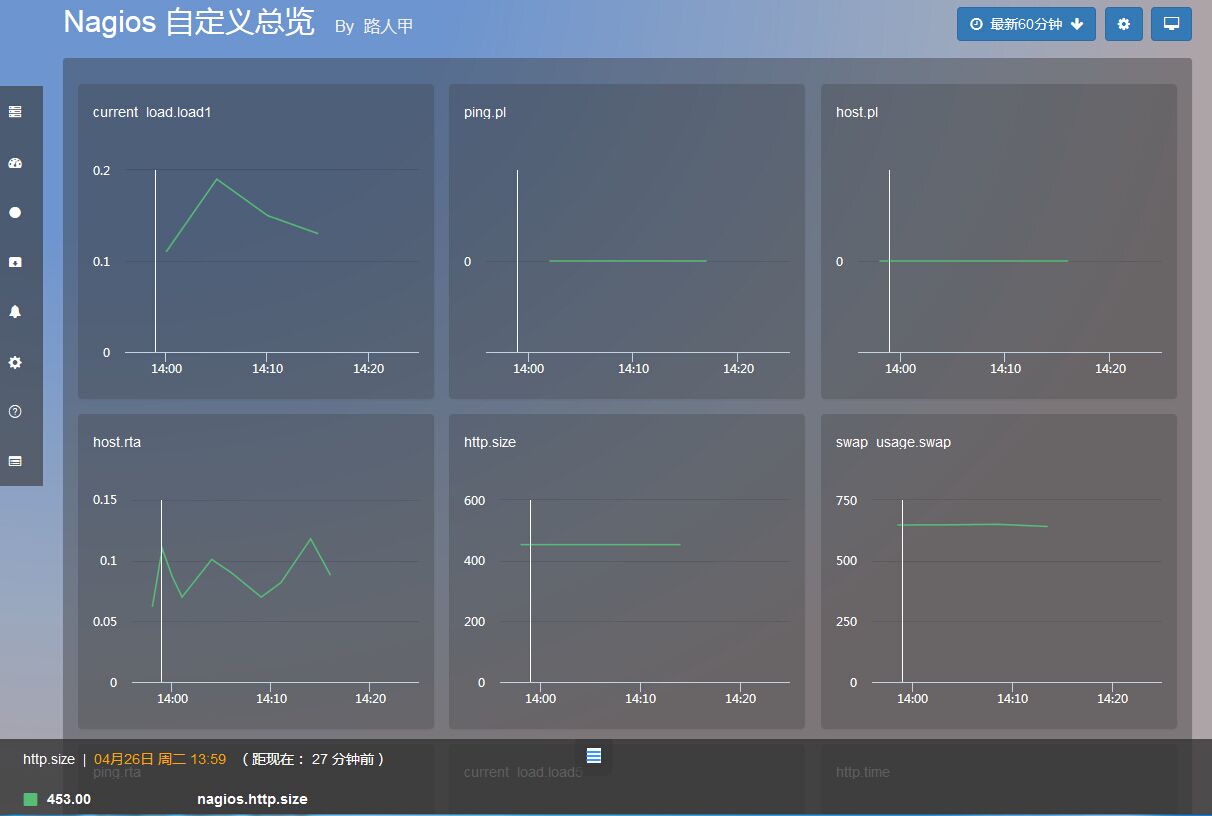 Nagios 自定义总览 By 路人甲
最新60分钟
current_load.load1
0.2
0.1
0
14:00 14:10 14:20
ping.pl
0
14:00 14:10 14:20
host.pl
0
14:00 14:10 14:20
host.rta
0.15
0.1
0.05
0
14:00 14:10 14:20
http.size
600
400
200
0
14:00 14:10 14:20
swap_usage.swap
750
500
250
0
14:00 14:10 14:20
http.size | 04月26日 周二 13:59 （距现在： 27 分钟前）
ping.rta
current_load.load5
http.time
453.00 nagios.http.size